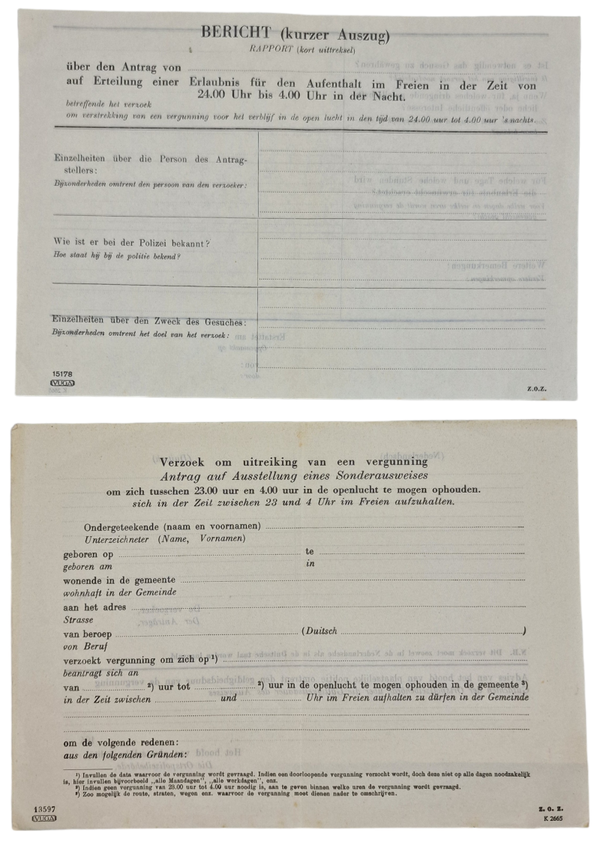 BERICHT (kurzer Auszug)
RAPPORT (kort uittreksel)
über den Antrag von
auf Erteilung einer Erlaubnis für den Aufenthalt im Freien in der Zeit von
24.00 Uhr bis 4.00 Uhr in der Nacht.
betreffende het verzoek
om verstrekking van een vergunning voor het verblijf in de open lucht in den tijd van 24.00 uur tot 4.00 uur 's nachts.
Einzelheiten über die Person des Antrag-
stellers:
Bijzonderheden omtrent den persoon van den verzoeker:
Wie ist er bei der Polizei bekannt?
Hoe staat hij bij de politie bekend?
Einzelheiten über den Zweck des Gesuches:
Bijzonderheden omtrent het doel van het verzoek:
15178
VUGA
Z.O.Z.
Verzoek om uitreiking van een vergunning
Antrag auf Ausstellung eines Sonderausweises
om zich tusschen 23.00 uur en 4.00 uur in de openlucht te mogen ophouden.
sich in der Zeit zwischen 23 und 4 Uhr im Freien aufzuhalten.
Ondergeteekende (naam en voornamen)
Unterzeichneter (Name, Vornamen)
geboren op te
geboren am in
wonende in de gemeente
wohnhaft in der Gemeinde
aan het adres
Strasse
van beroep (Duitsch )
von Beruf
verzoekt vergunning om zich op ¹)
beantragt sich an
van ²) uur tot ²) uur in de openlucht te mogen ophouden in de gemeente ³)
in der Zeit zwischen und Uhr im Freien aufhalten zu dürfen in der Gemeinde
om de volgende redenen:
aus den folgenden Gründen:
¹) Invullen de data waarvoor de vergunning wordt gevraagd. Indien een doorloopende vergunning verzocht wordt, doch deze niet op alle dagen noodzakelijk
is, hier invullen bijvoorbeeld „alle Maandagen", „alle werkdagen", enz.
²) Indien geen vergunning van 23.00 uur tot 4.00 uur noodig is, aan te geven binnen welke uren de vergunning wordt gevraagd.
³) Zoo mogelijk de route, straten, wegen enz. waarvoor de vergunning moet dienen nader te omschrijven.
13597
VUGA
Z. O. Z.
K 2665